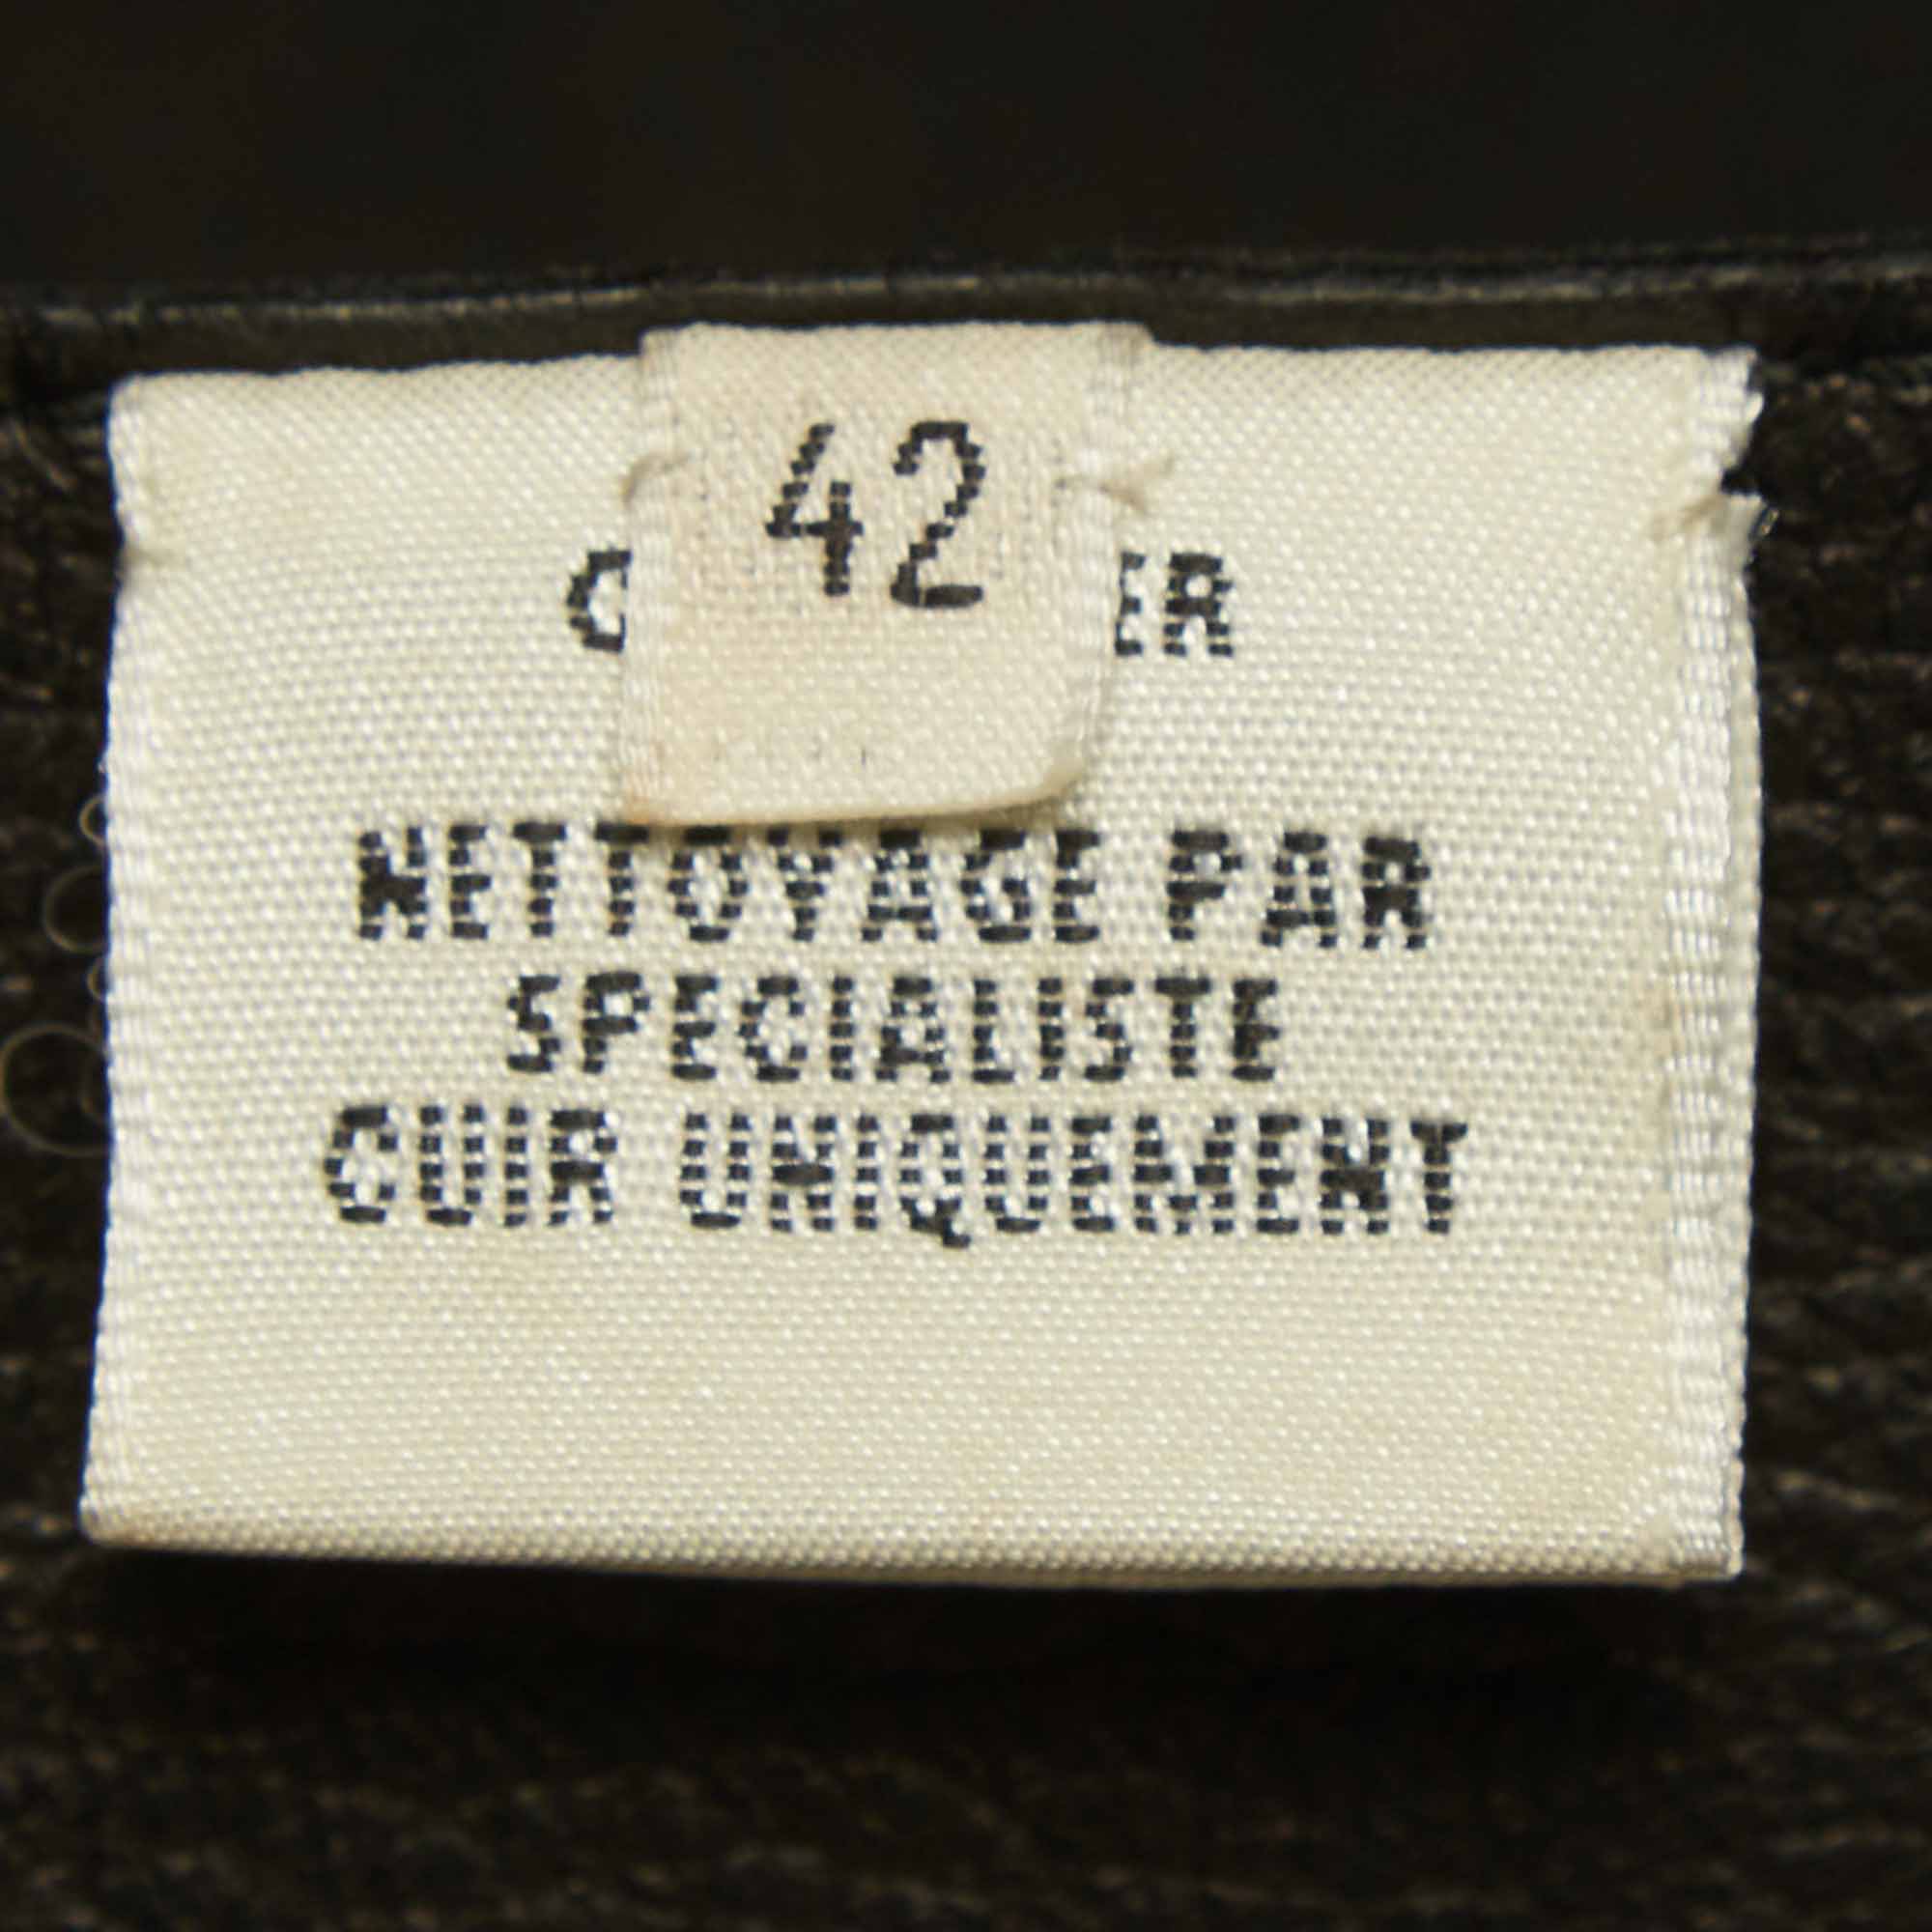 42
NETTOYAGE PAR
SPECIALISTE
CUIR UNIQUEMENT